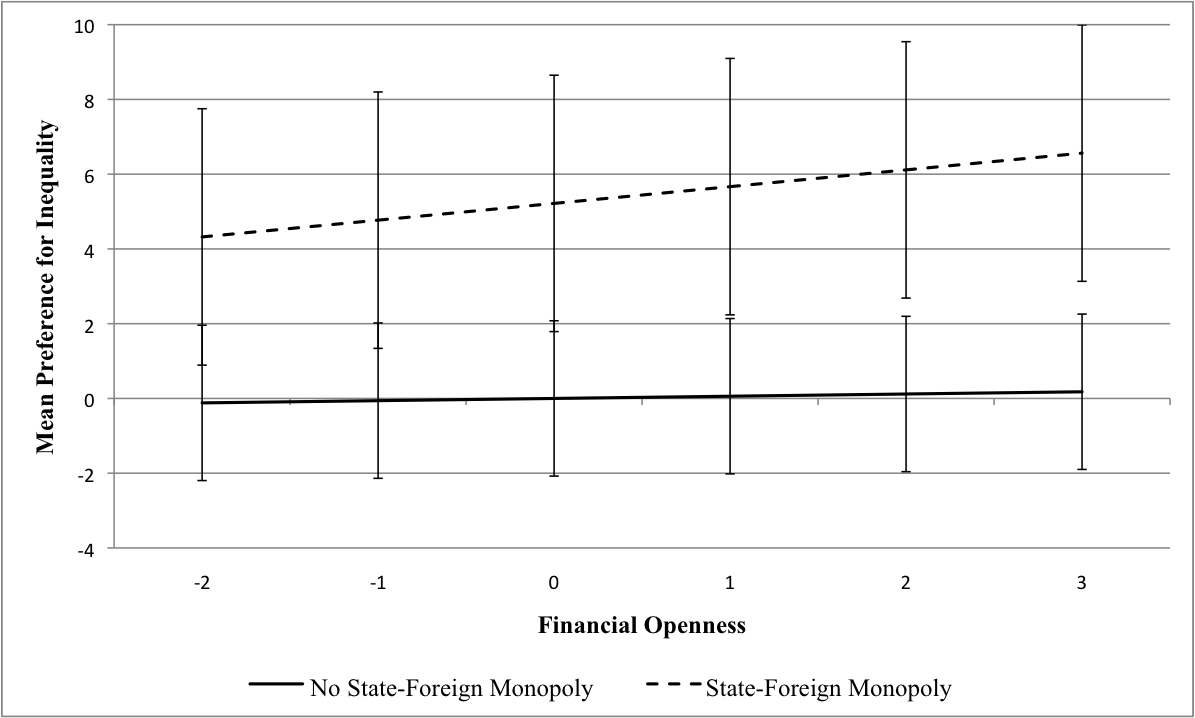 10
8
6
4
2
0
-2
-4
Mean Preference for Inequality
-2 -1 0 1 2 3
Financial Openness
No State-Foreign Monopoly State-Foreign Monopoly